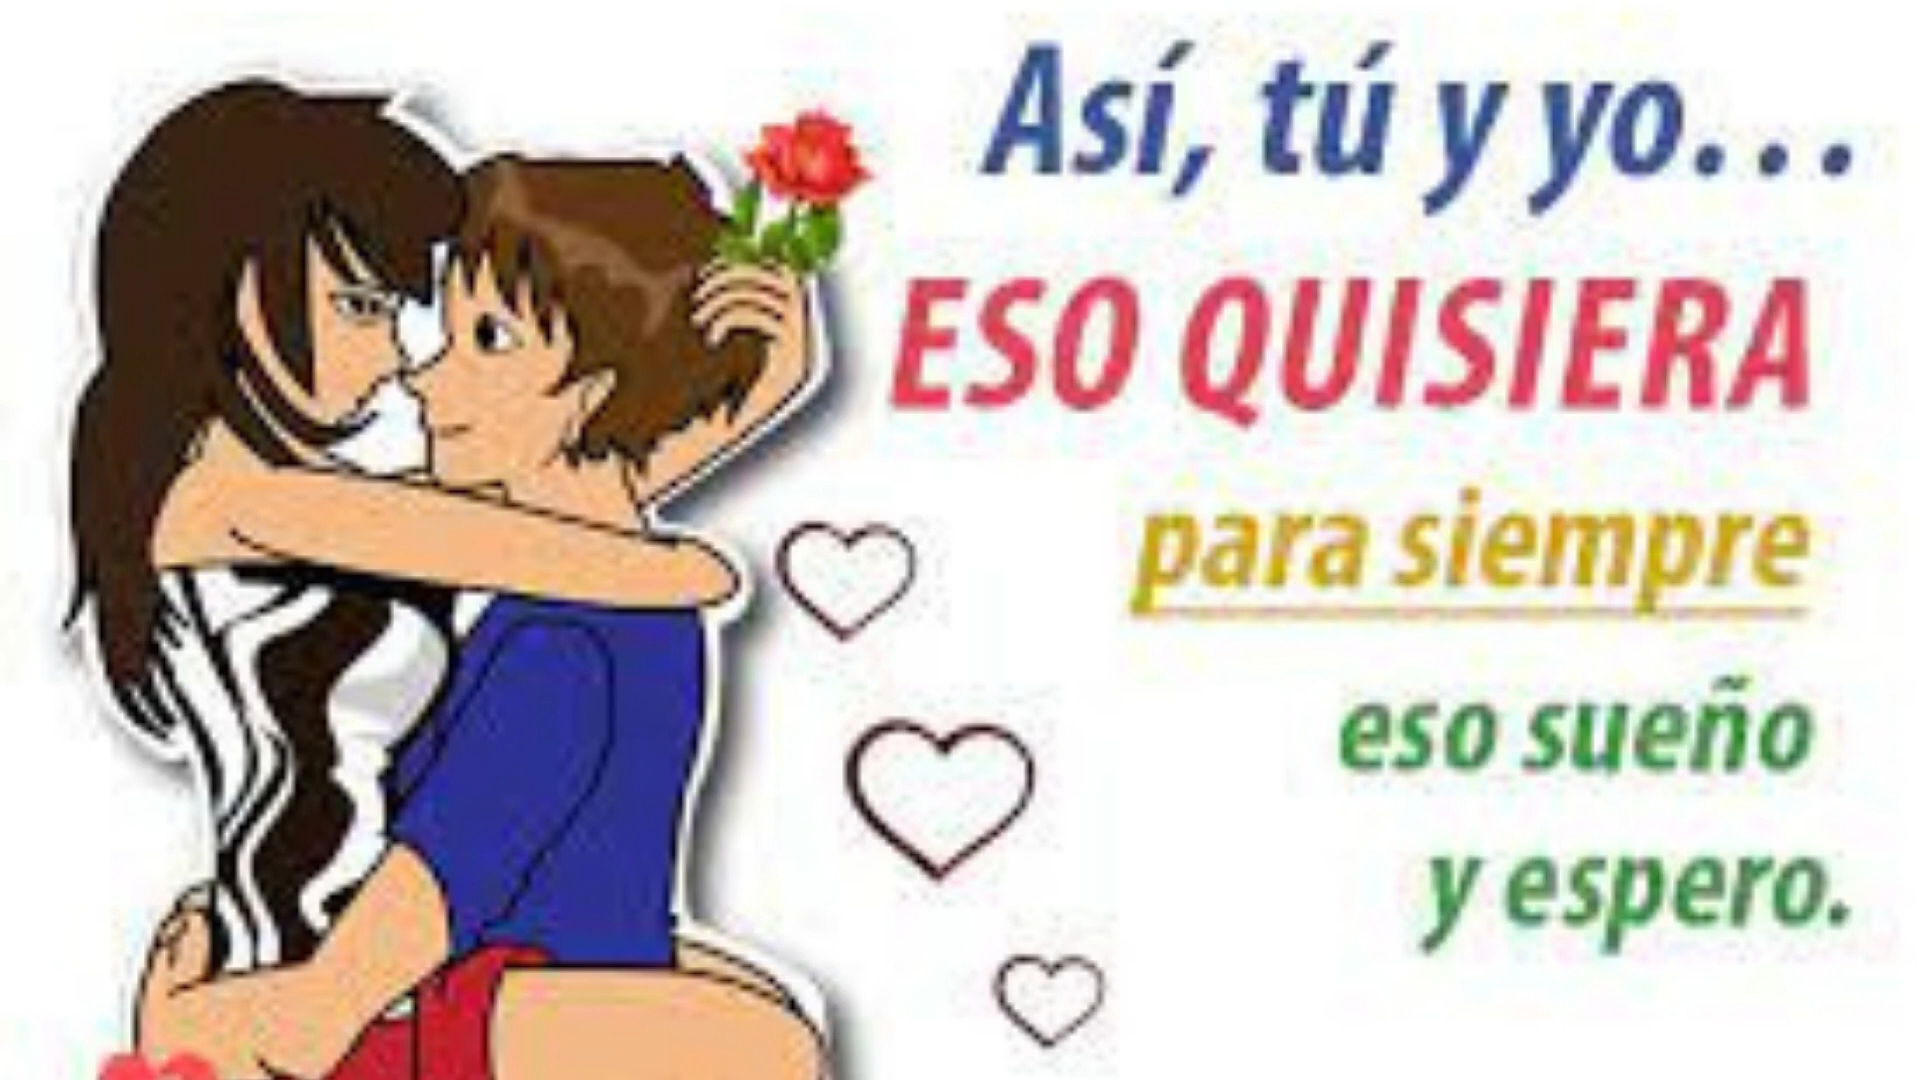 Así, tú y yo...
ESO QUISIERA
para siempre
eso sueño
y espero.